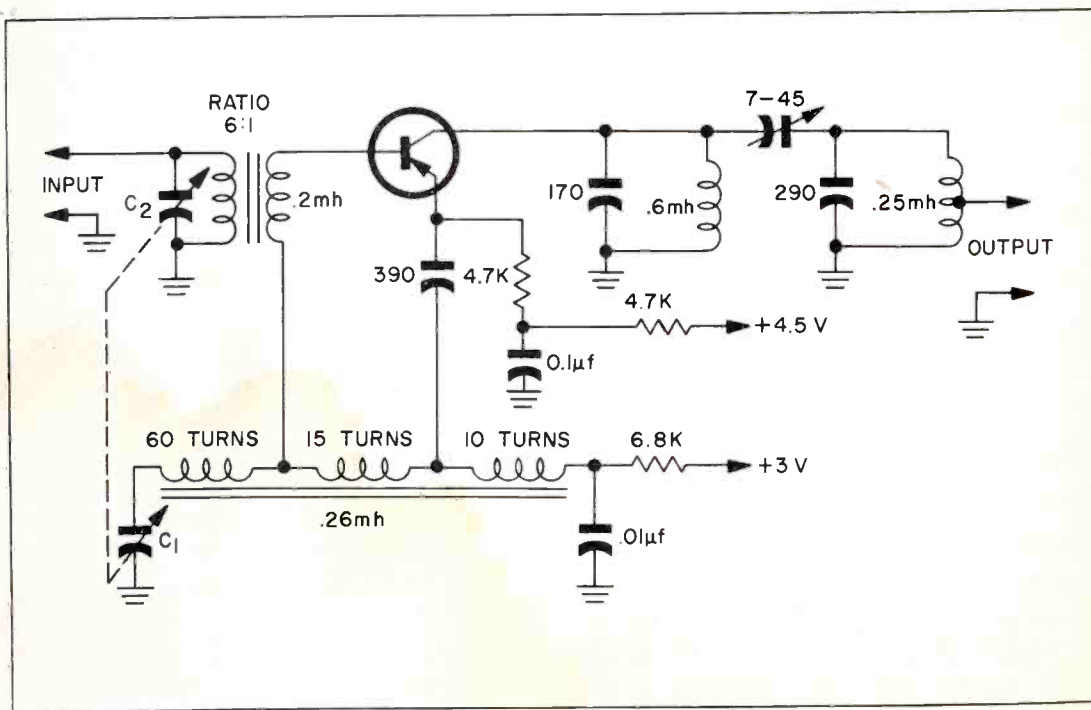 RATIO
6:1
7-45
INPUT
C2
.2mh
170
.6mh
290
.25mh
OUTPUT
390
4.7K
4.7K
+4.5 V
0.1µf
60 TURNS
15 TURNS
10 TURNS
6.8K
+3 V
.26mh
C1
.01µf